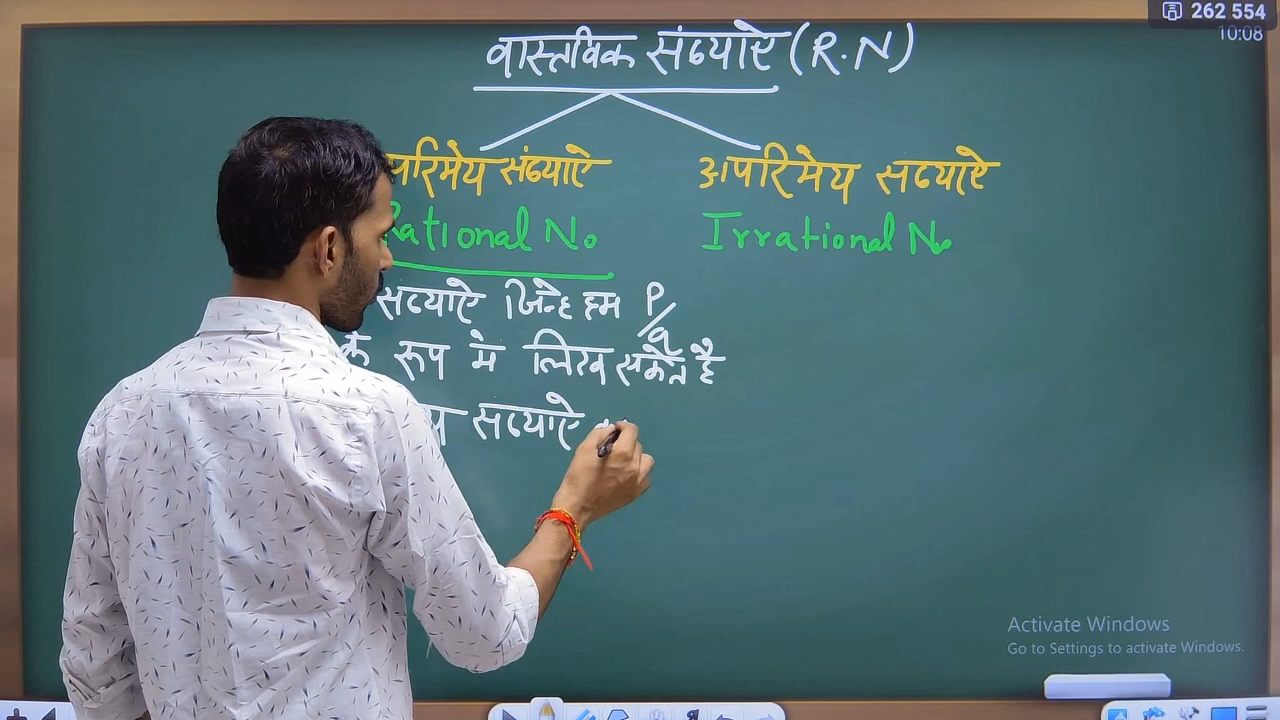 262 554
10:08
वास्तविक संख्याऐ (R.N)
परिमेय संख्याऐ
अपरिमेय सख्याऐ
Rational No
Irrational No
सख्याऐ जिन्हे हम P/q
के रूप मे लिख सकते है
सख्याऐ
Activate Windows
Go to Settings to activate Windows.